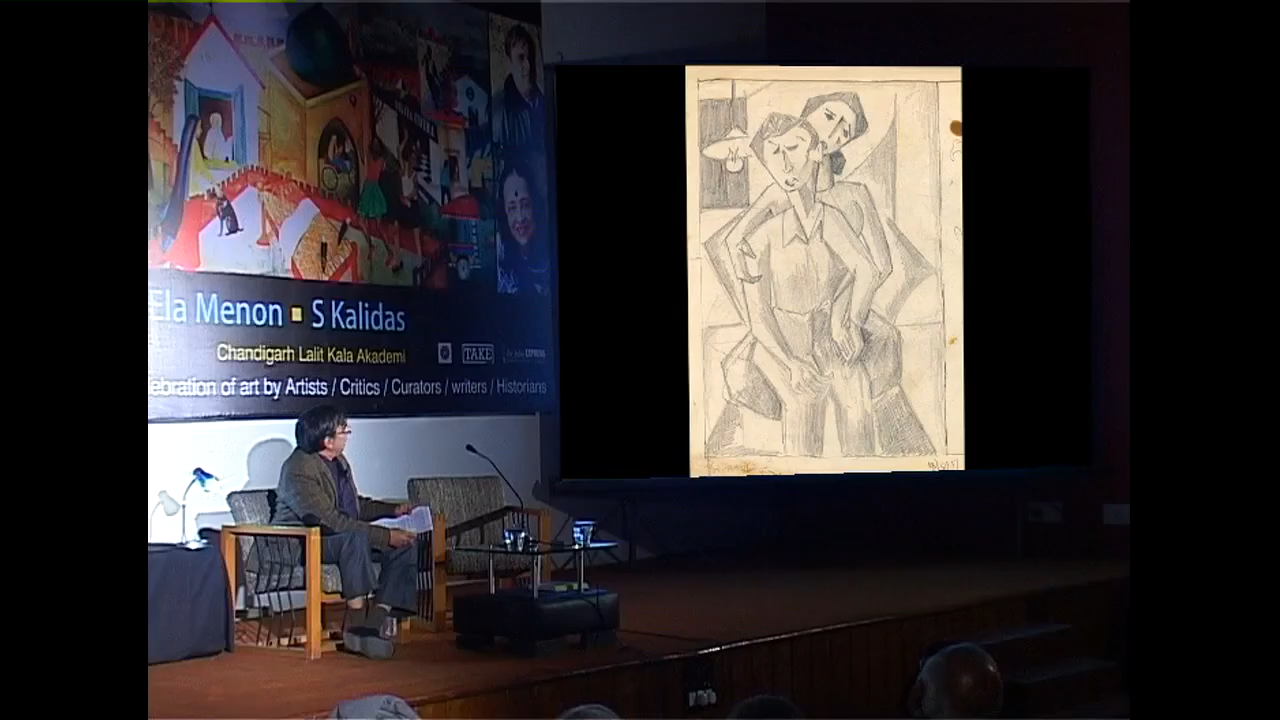 Ela Menon ▪ S Kalidas
Chandigarh Lalit Kala Akademi
TAKE
ebration of art by Artists / Critics / Curators / writers / Historians